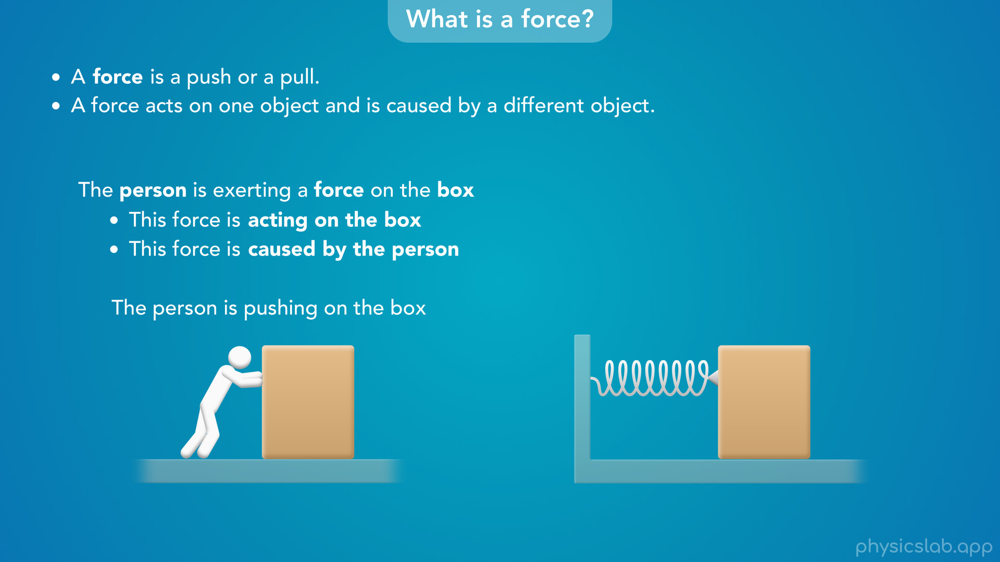 What is a force?
• A force is a push or a pull.
• A force acts on one object and is caused by a different object.
The person is exerting a force on the box
• This force is acting on the box
• This force is caused by the person
The person is pushing on the box
physicslab.app